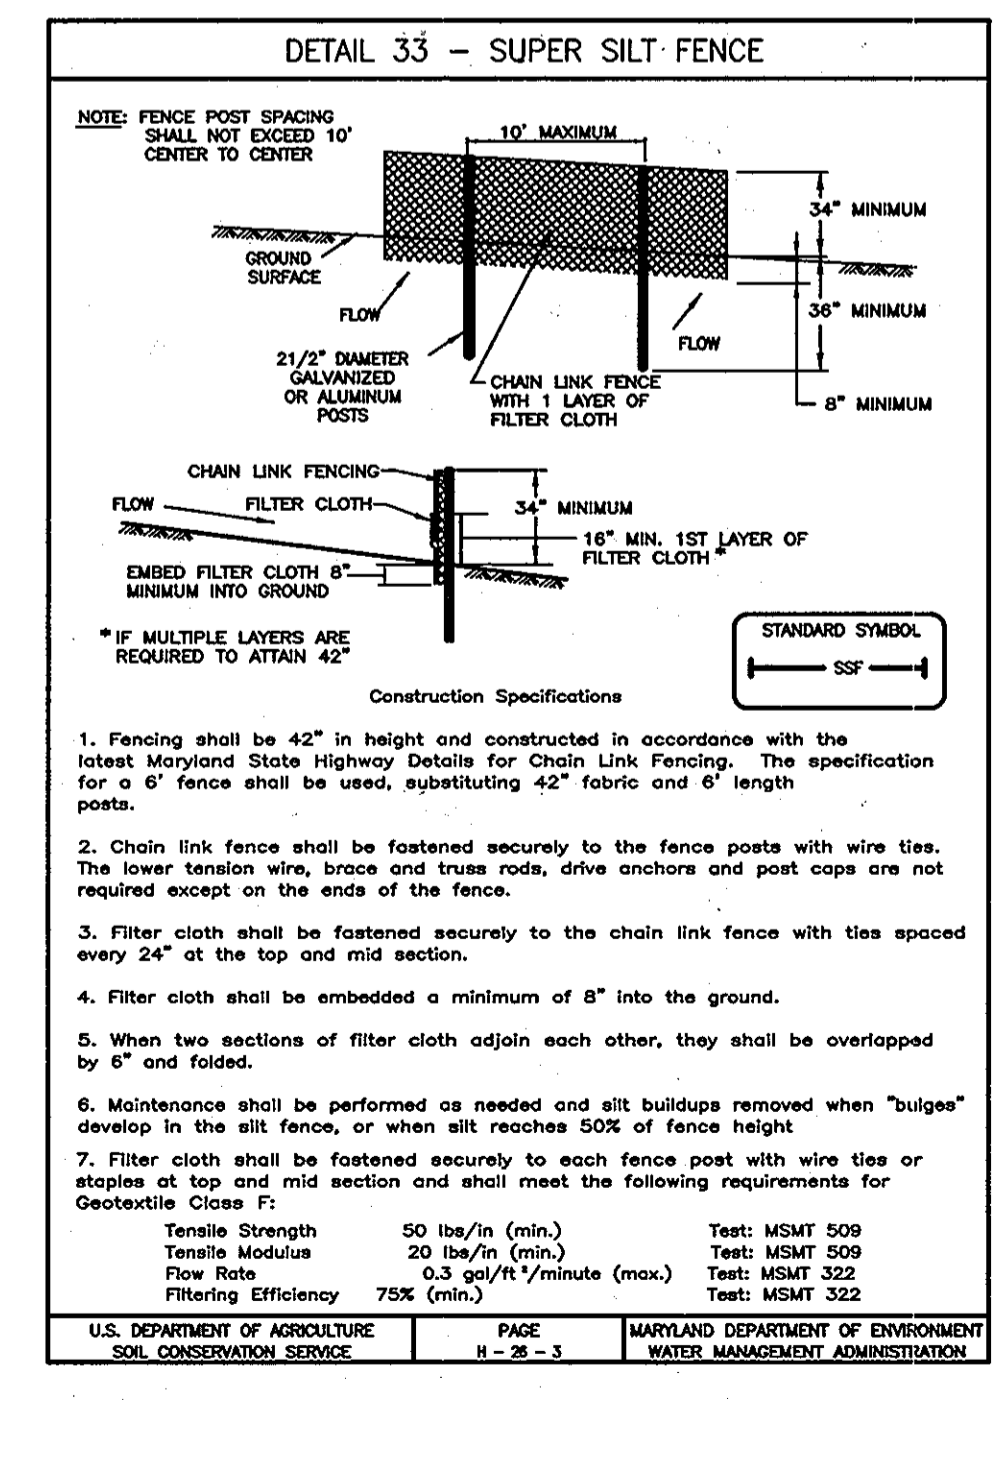 DETAIL 33 - SUPER SILT FENCE
NOTE: FENCE POST SPACING
SHALL NOT EXCEED 10'
CENTER TO CENTER
10' MAXIMUM
34" MINIMUM
GROUND
SURFACE
FLOW
36" MINIMUM
FLOW
21/2" DIAMETER
GALVANIZED
OR ALUMINUM
POSTS
CHAIN LINK FENCE
WITH 1 LAYER OF
FILTER CLOTH
8" MINIMUM
CHAIN LINK FENCING
FLOW
FILTER CLOTH
34" MINIMUM
16" MIN. 1ST LAYER OF
FILTER CLOTH *
EMBED FILTER CLOTH 8"
MINIMUM INTO GROUND
* IF MULTIPLE LAYERS ARE
REQUIRED TO ATTAIN 42"
STANDARD SYMBOL
SSF
Construction Specifications
1. Fencing shall be 42" in height and constructed in accordance with the
latest Maryland State Highway Details for Chain Link Fencing. The specification
for a 6' fence shall be used, substituting 42" fabric and 6' length
posts.
2. Chain link fence shall be fastened securely to the fence posts with wire ties.
The lower tension wire, brace and truss rods, drive anchors and post caps are not
required except on the ends of the fence.
3. Filter cloth shall be fastened securely to the chain link fence with ties spaced
every 24" at the top and mid section.
4. Filter cloth shall be embedded a minimum of 8" into the ground.
5. When two sections of filter cloth adjoin each other, they shall be overlapped
by 6" and folded.
6. Maintenance shall be performed as needed and silt buildups removed when "bulges"
develop in the silt fence, or when silt reaches 50% of fence height
7. Filter cloth shall be fastened securely to each fence post with wire ties or
staples at top and mid section and shall meet the following requirements for
Geotextile Class F:
Tensile Strength 50 lbs/in (min.) Test: MSMT 509
Tensile Modulus 20 lbs/in (min.) Test: MSMT 509
Flow Rate 0.3 gal/ft²/minute (max.) Test: MSMT 322
Filtering Efficiency 75% (min.) Test: MSMT 322
U.S. DEPARTMENT OF AGRICULTURE
SOIL CONSERVATION SERVICE
PAGE
H - 26 - 3
MARYLAND DEPARTMENT OF ENVIRONMENT
WATER MANAGEMENT ADMINISTRATION